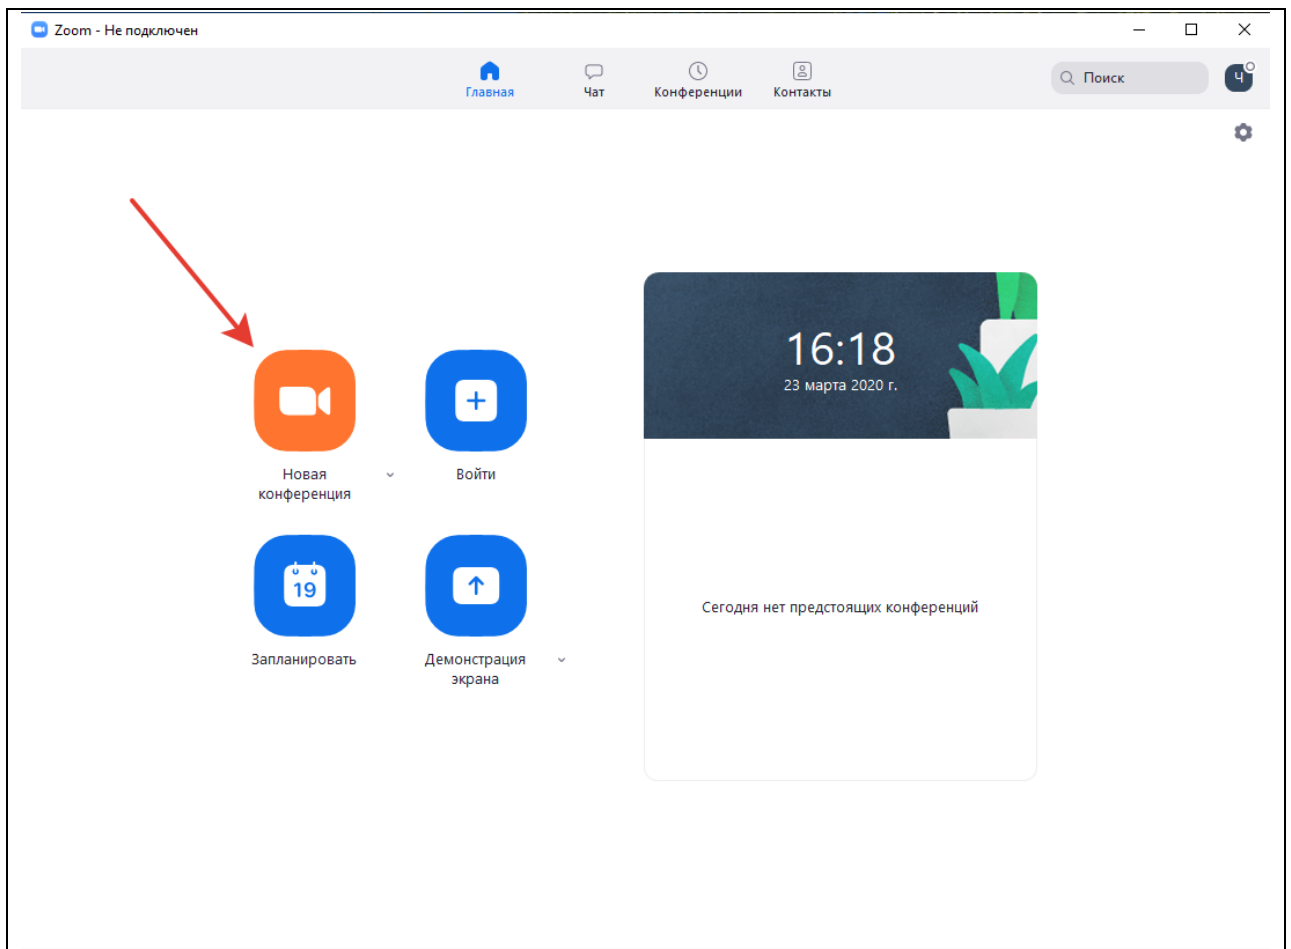 Zoom - Не подключен
Главная
Чат
Конференции
Контакты
Поиск
Ч
16:18
23 марта 2020 г.
Новая
конференция
Войти
19
Запланировать
Демонстрация
экрана
Сегодня нет предстоящих конференций